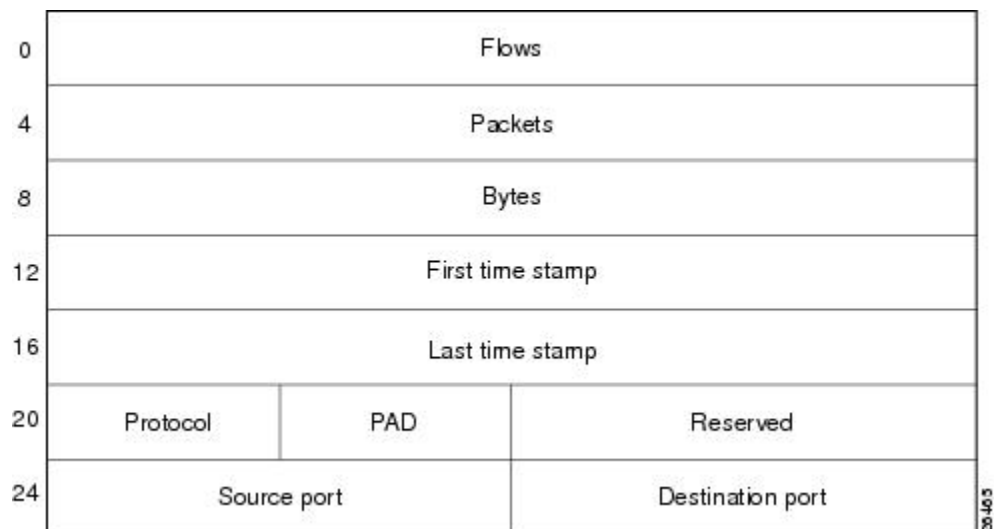 0 Flows
4 Packets
8 Bytes
12 First time stamp
16 Last time stamp
20 Protocol PAD Reserved
24 Source port Destination port